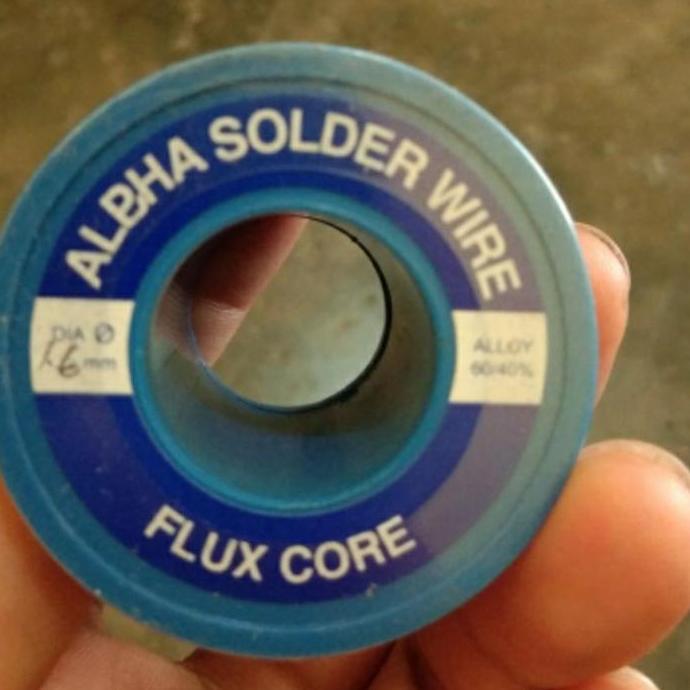 ALBHA SOLDER WIRE
DIA Ø
1.6 mm
ALLOY
60/40%
FLUX CORE